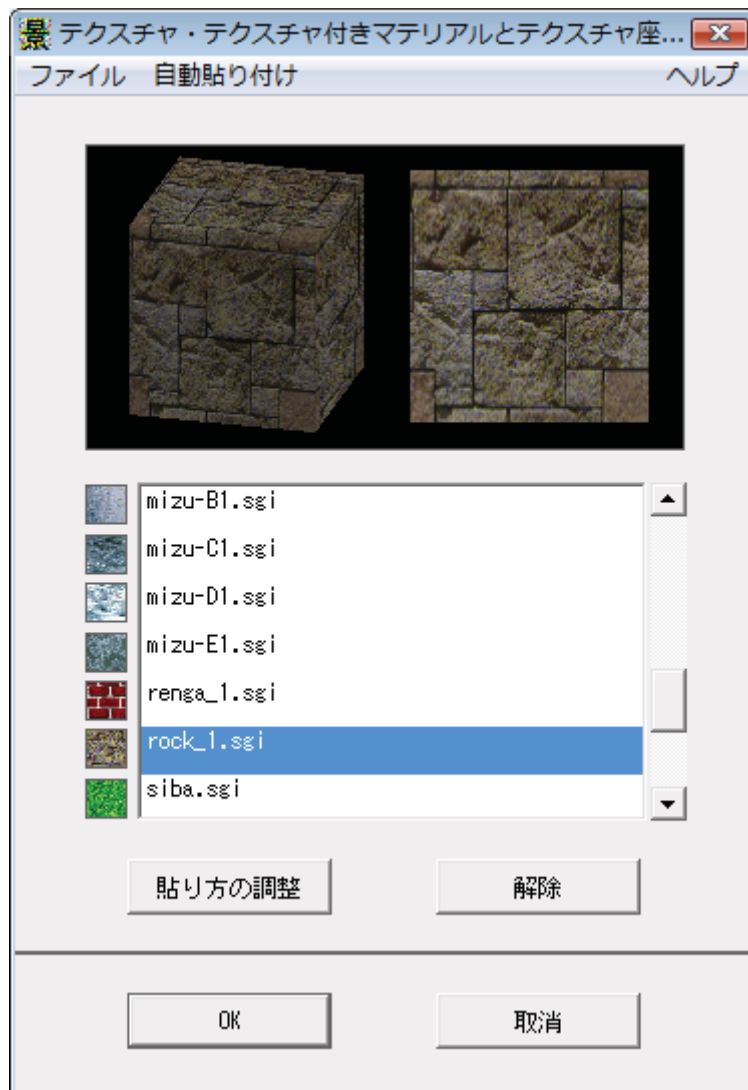 景 テクスチャ・テクスチャ付きマテリアルとテクスチャ座...
ファイル 自動貼り付け ヘルプ
mizu-B1.sgi
mizu-C1.sgi
mizu-D1.sgi
mizu-E1.sgi
renga_1.sgi
rock_1.sgi
siba.sgi
貼り方の調整 解除
OK 取消